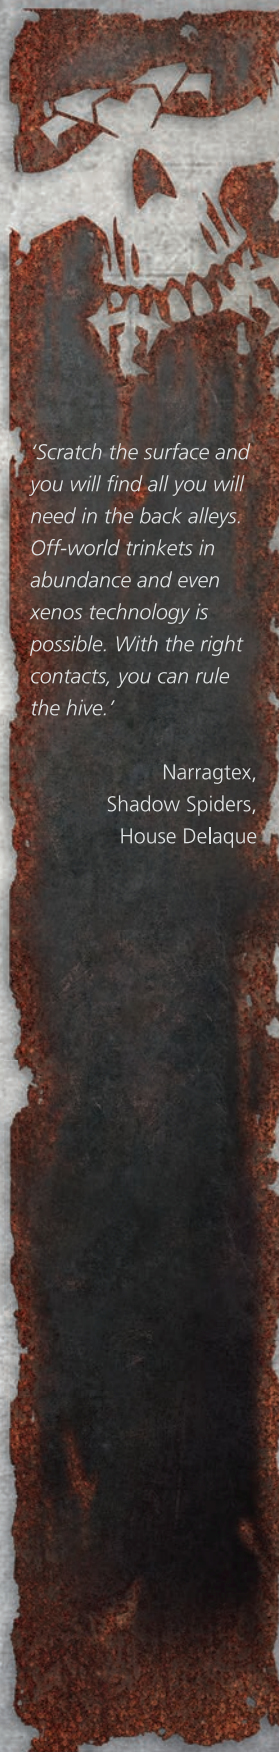 ‘Scratch the surface and
you will find all you will
need in the back alleys.
Off-world trinkets in
abundance and even
xenos technology is
possible. With the right
contacts, you can rule
the hive.’
Narragtex,
Shadow Spiders,
House Delaque